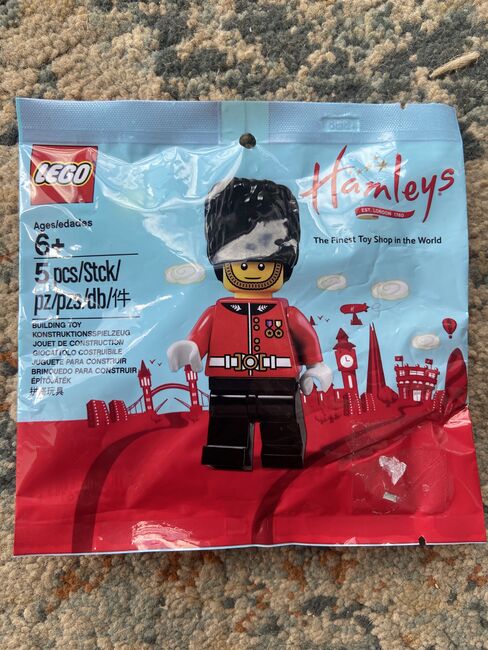 LEGO
Hamleys
EST. LONDON 1760
The Finest Toy Shop in the World
Ages/edades
6+
5 pcs/Stck/
pz/pzs/db/件
BUILDING TOY
KONSTRUKTIONSSPIELZEUG
JOUET DE CONSTRUCTION
GIOCATTOLO COSTRUIBILE
JUGUETE PARA CONSTRUIR
BRINQUEDO PARA CONSTRUIR
ÉPÍTŐJÁTÉK
拼搭玩具